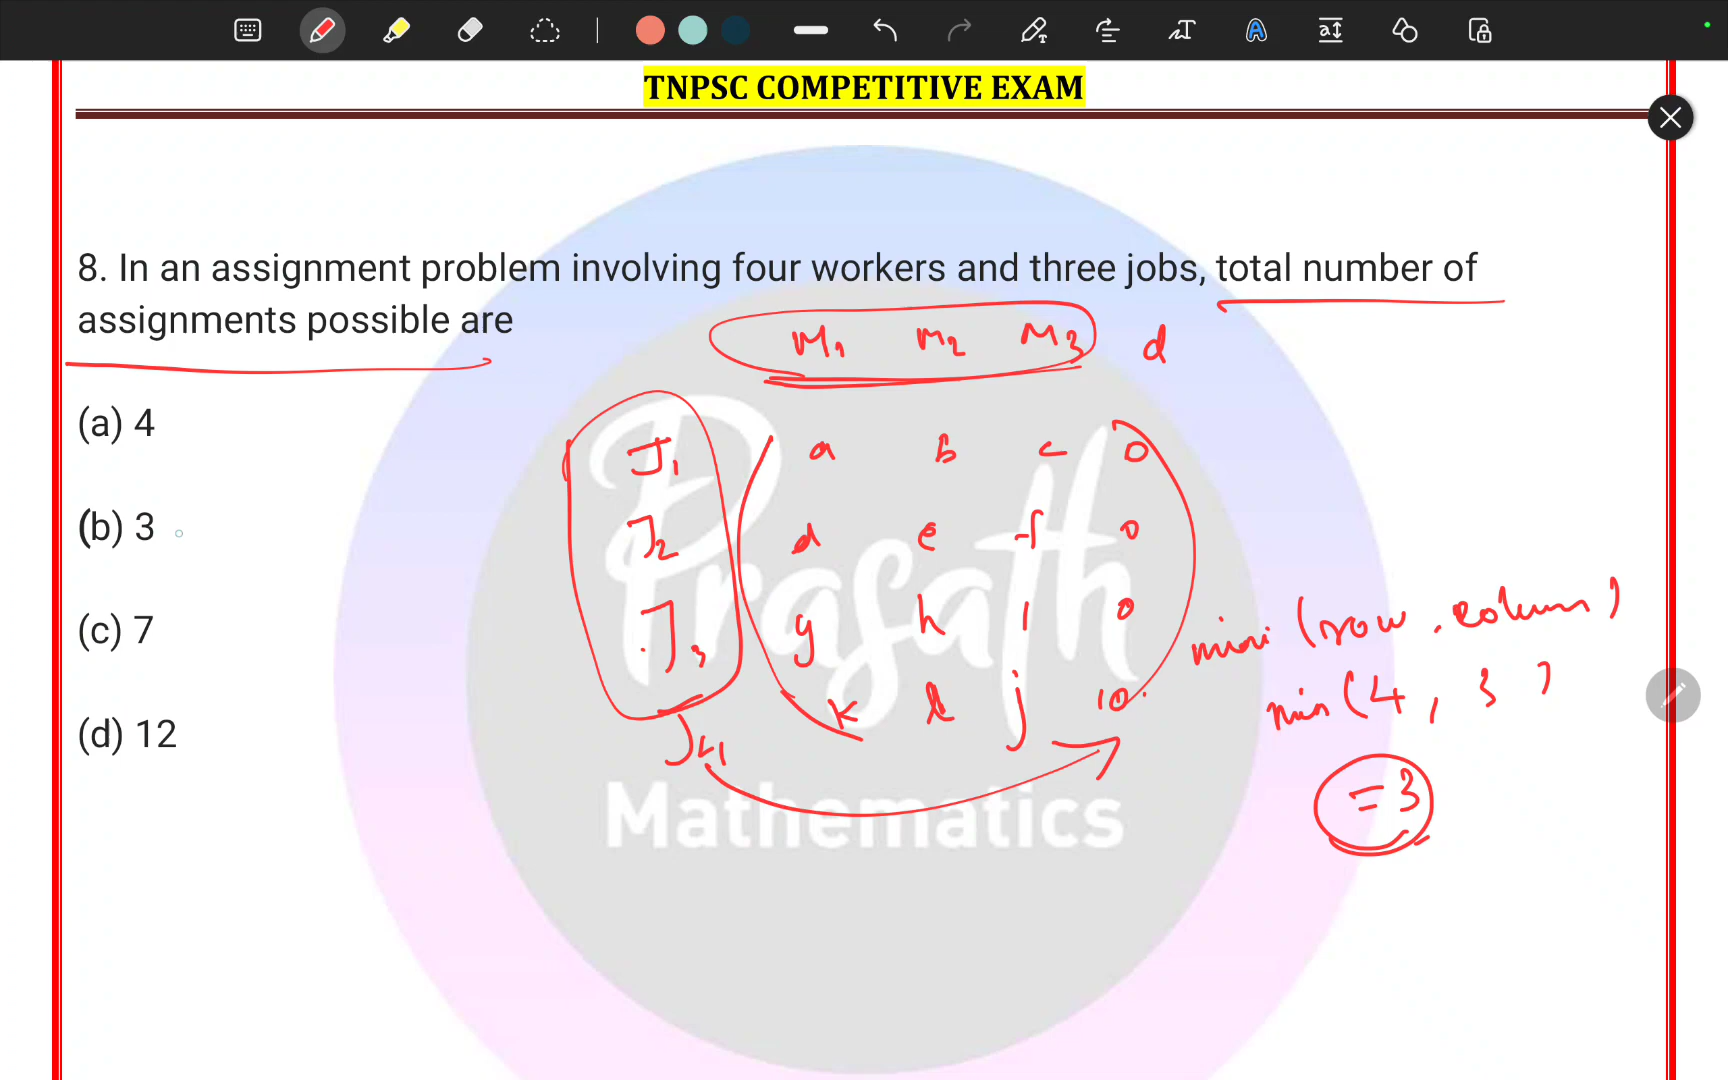 TNPSC COMPETITIVE EXAM
8. In an assignment problem involving four workers and three jobs, total number of
assignments possible are
M1 M2 M3 d
(a) 4
J1 a b c 0
(b) 3
J2 d e f 0
(c) 7
J3 g h i 0
mini (row, column)
k l j 10
min (4, 3)
J4
(d) 12
= 3
Prasath
Mathematics